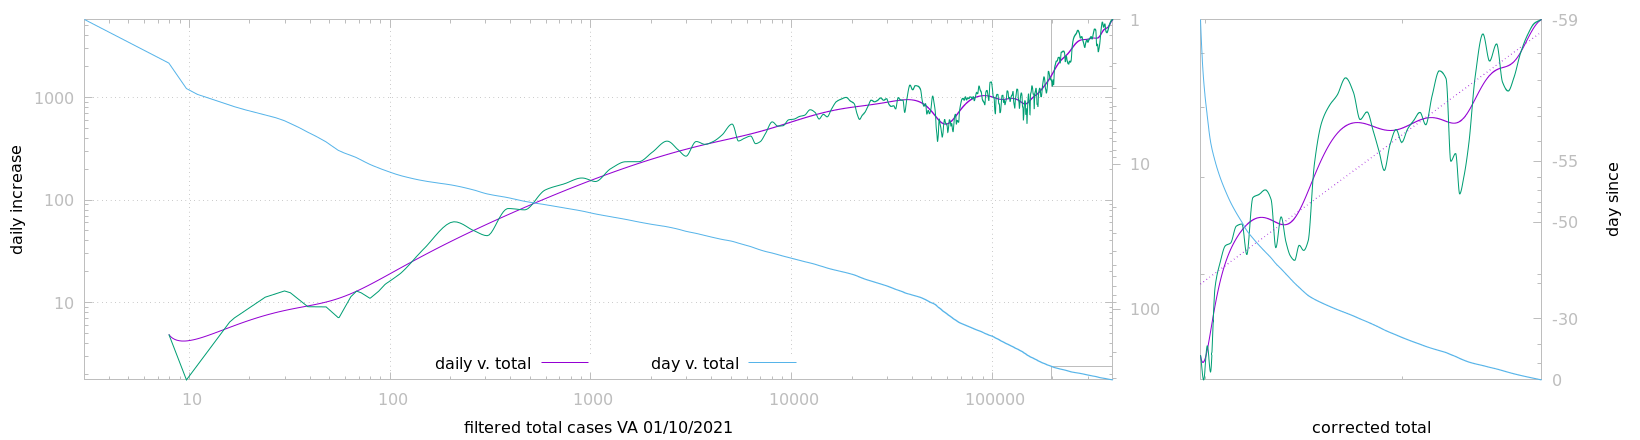 1
-59
1000
daily increase
10
-55
day since
100
-50
10
100
-30
daily v. total
day v. total
0
10
100
1000
10000
100000
filtered total cases VA 01/10/2021
corrected total